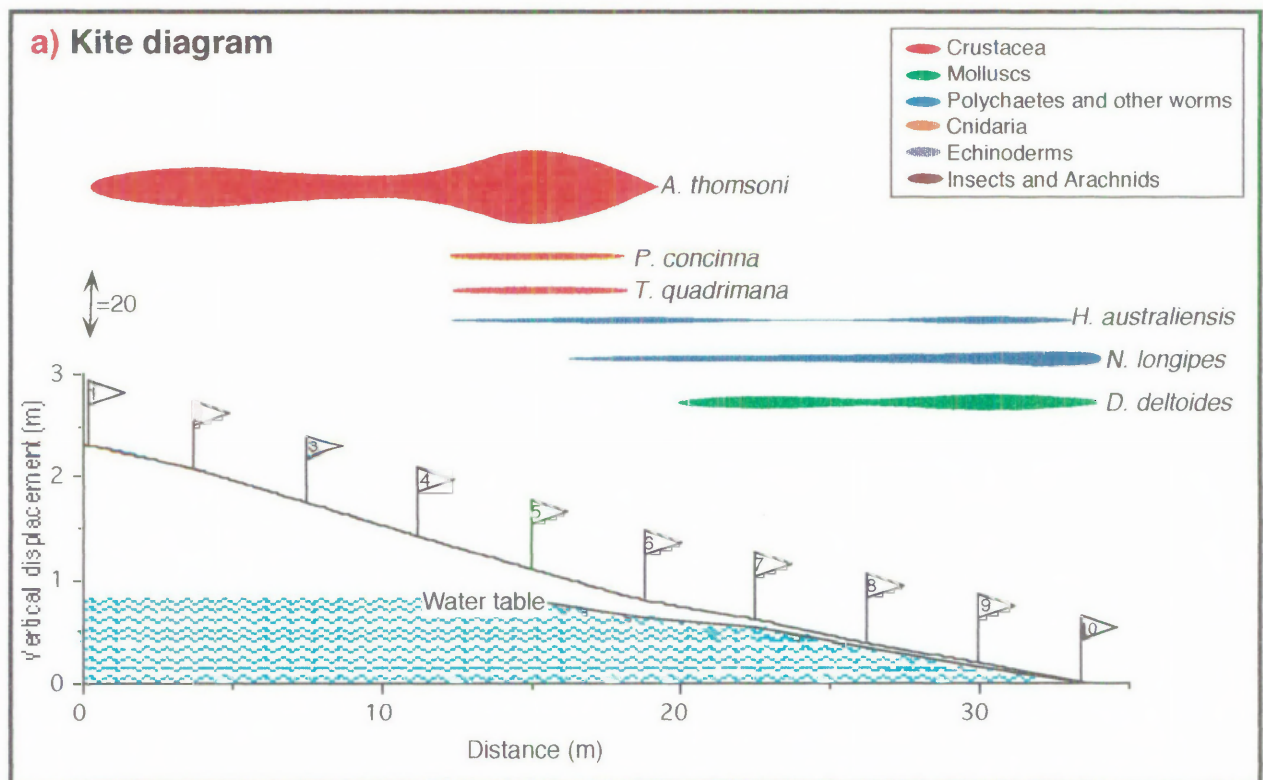 a) Kite diagram
Crustacea
Molluscs
Polychaetes and other worms
Cnidaria
Echinoderms
Insects and Arachnids
A. thomsoni
P. concinna
T. quadrimana
=20
H. australiensis
N. longipes
D. deltoides
3
2
1
0
Vertical displacement (m)
1
3
4
5
6
7
8
9
10
Water table
0
10
20
30
Distance (m)